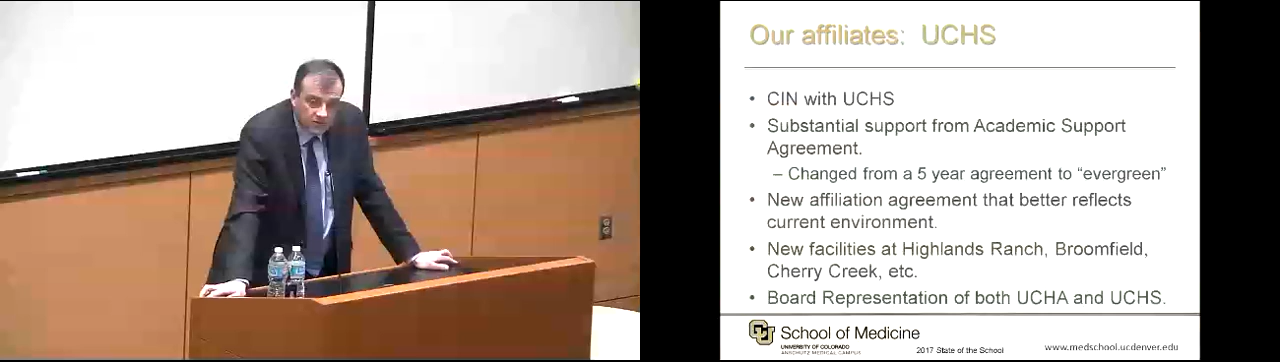 Our affiliates: UCHS
• CIN with UCHS
• Substantial support from Academic Support
Agreement.
– Changed from a 5 year agreement to “evergreen”
• New affiliation agreement that better reflects
current environment.
• New facilities at Highlands Ranch, Broomfield,
Cherry Creek, etc.
• Board Representation of both UCHA and UCHS.
CU School of Medicine
UNIVERSITY OF COLORADO
ANSCHUTZ MEDICAL CAMPUS
2017 State of the School
www.medschool.ucdenver.edu